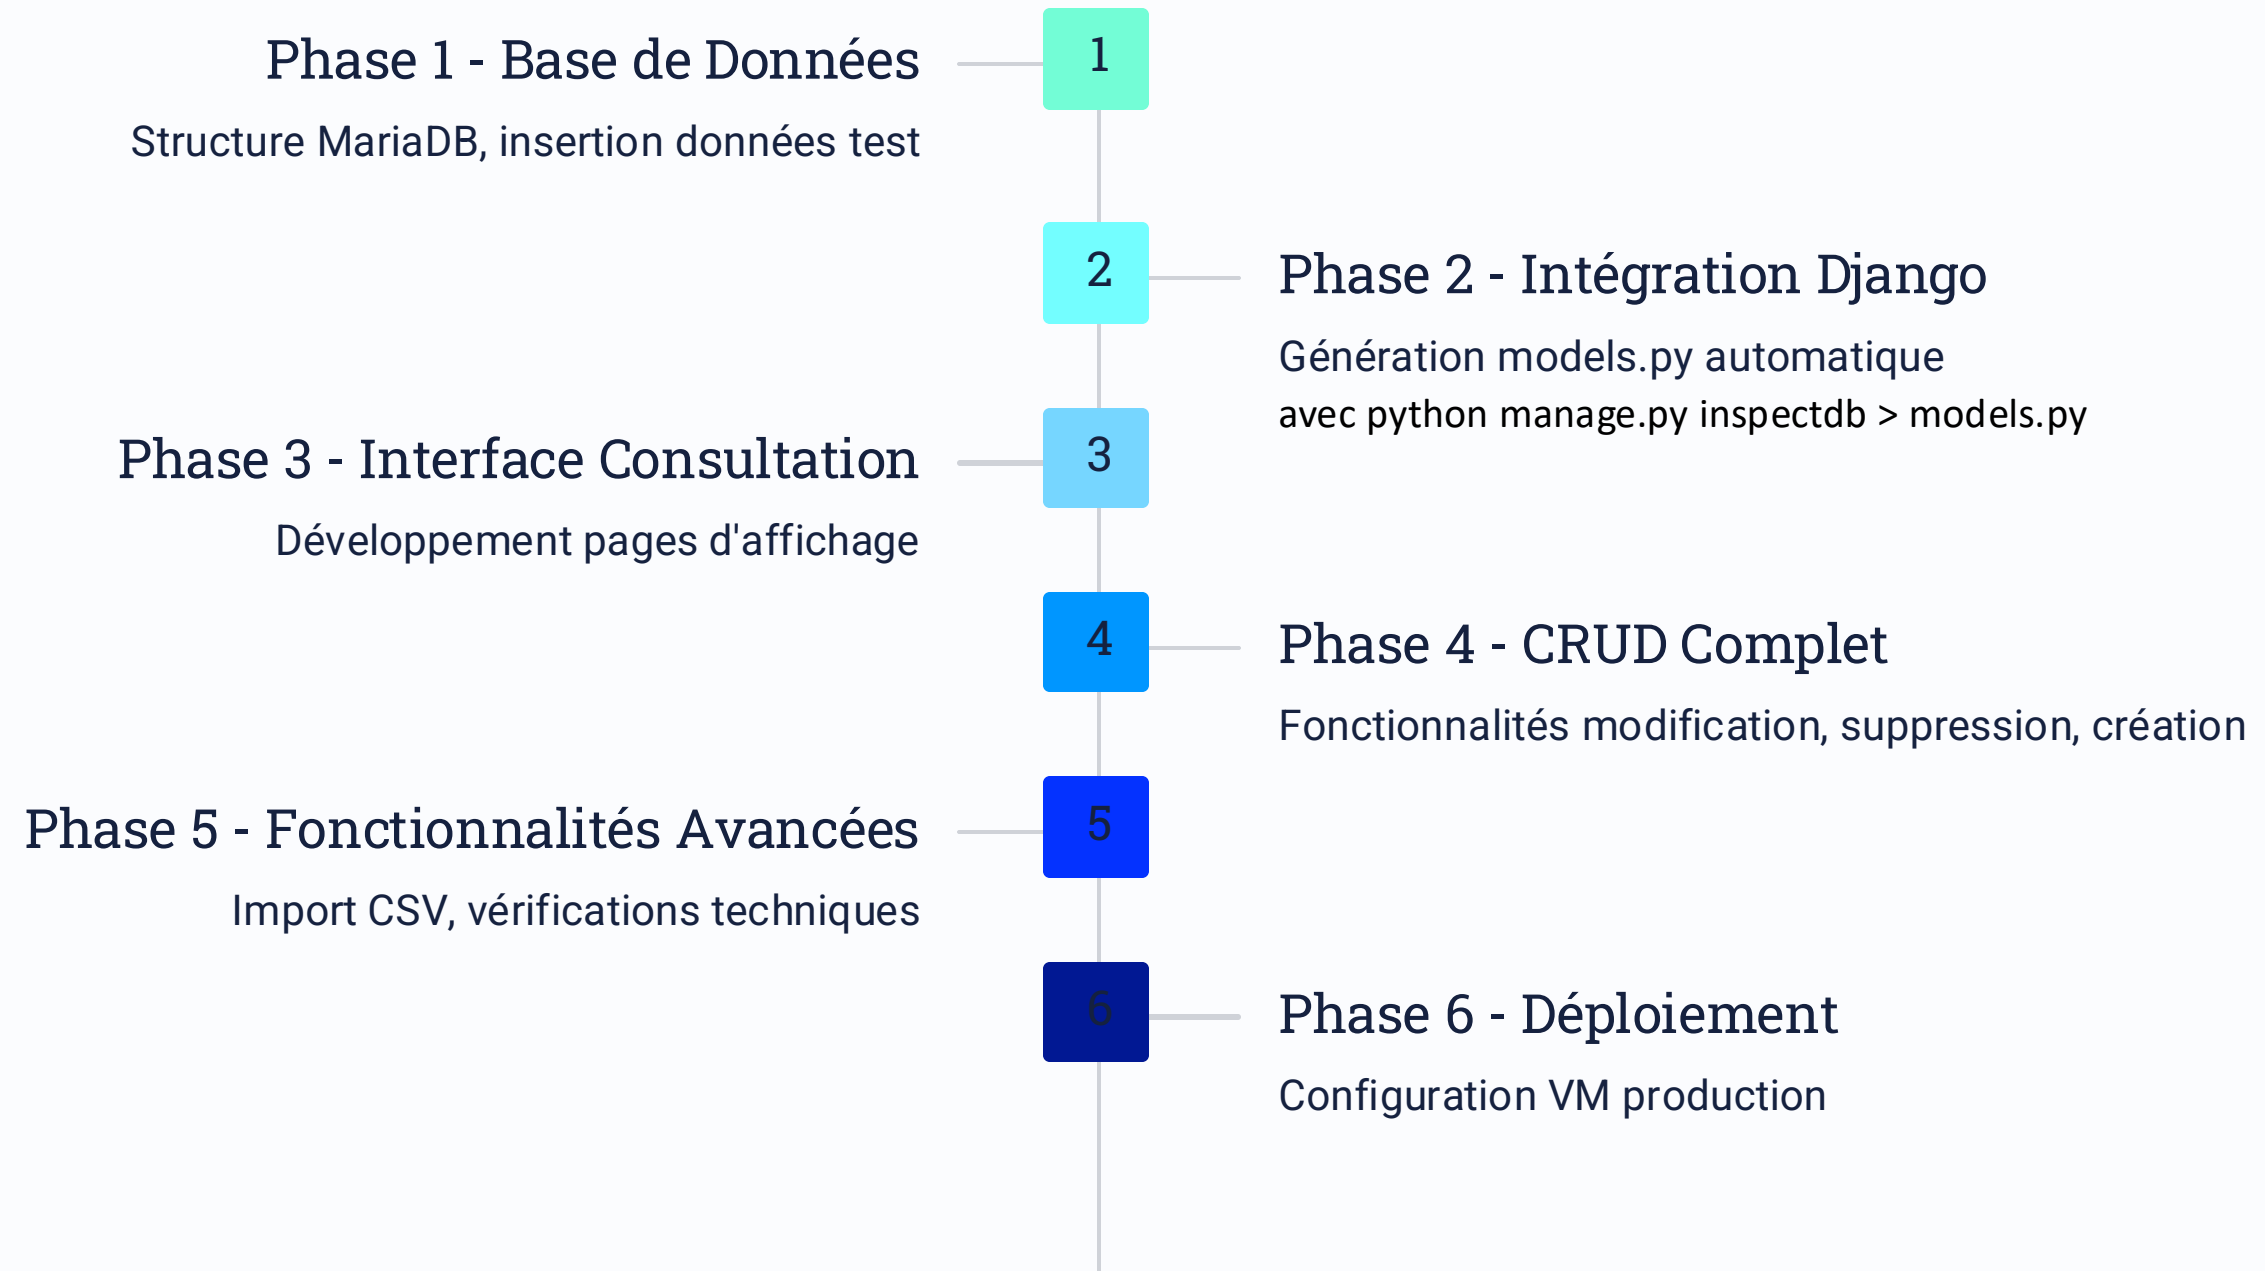 Phase 1 - Base de Données
1
Structure MariaDB, insertion données test
2
Phase 2 - Intégration Django
Génération models.py automatique
avec python manage.py inspectdb > models.py
Phase 3 - Interface Consultation
3
Développement pages d'affichage
4
Phase 4 - CRUD Complet
Fonctionnalités modification, suppression, création
Phase 5 - Fonctionnalités Avancées
5
Import CSV, vérifications techniques
6
Phase 6 - Déploiement
Configuration VM production